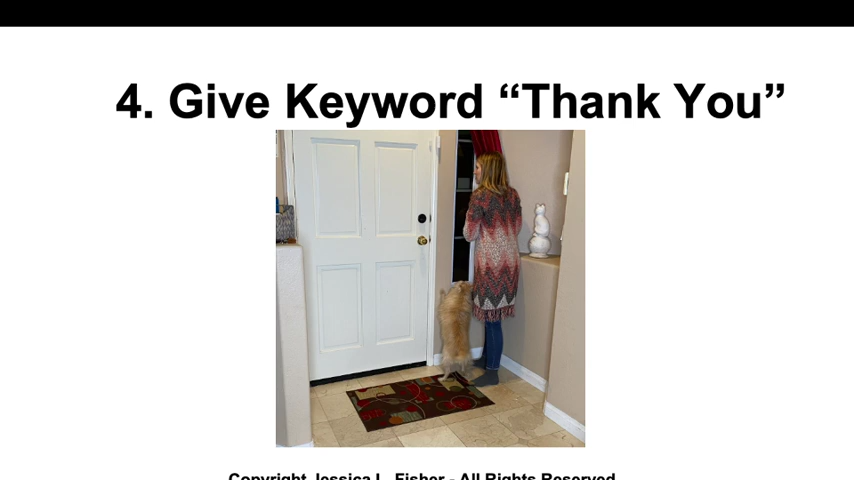 4. Give Keyword “Thank You”
Copyright Jessica L. Fisher - All Rights Reserved